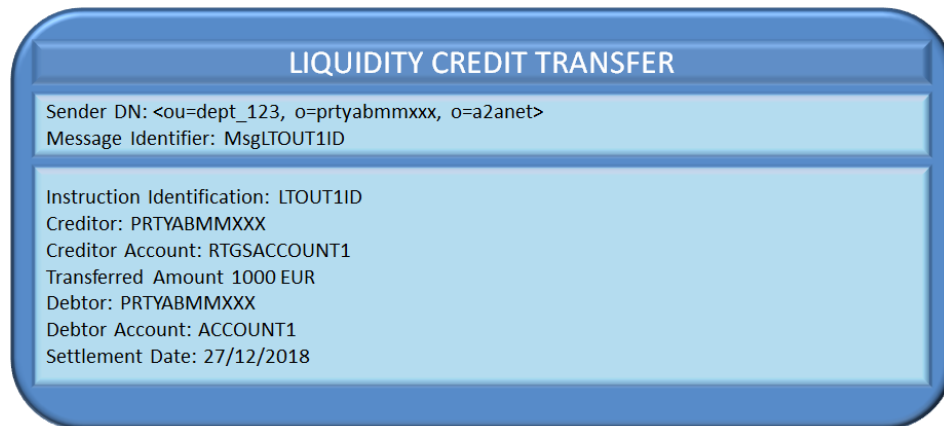 LIQUIDITY CREDIT TRANSFER
Sender DN: <ou=dept_123, o=prtyabmmxxx, o=a2anet>
Message Identifier: MsgLTOUT1ID
Instruction Identification: LTOUT1ID
Creditor: PRTYABMMXXX
Creditor Account: RTGSACCOUNT1
Transferred Amount 1000 EUR
Debtor: PRTYABMMXXX
Debtor Account: ACCOUNT1
Settlement Date: 27/12/2018